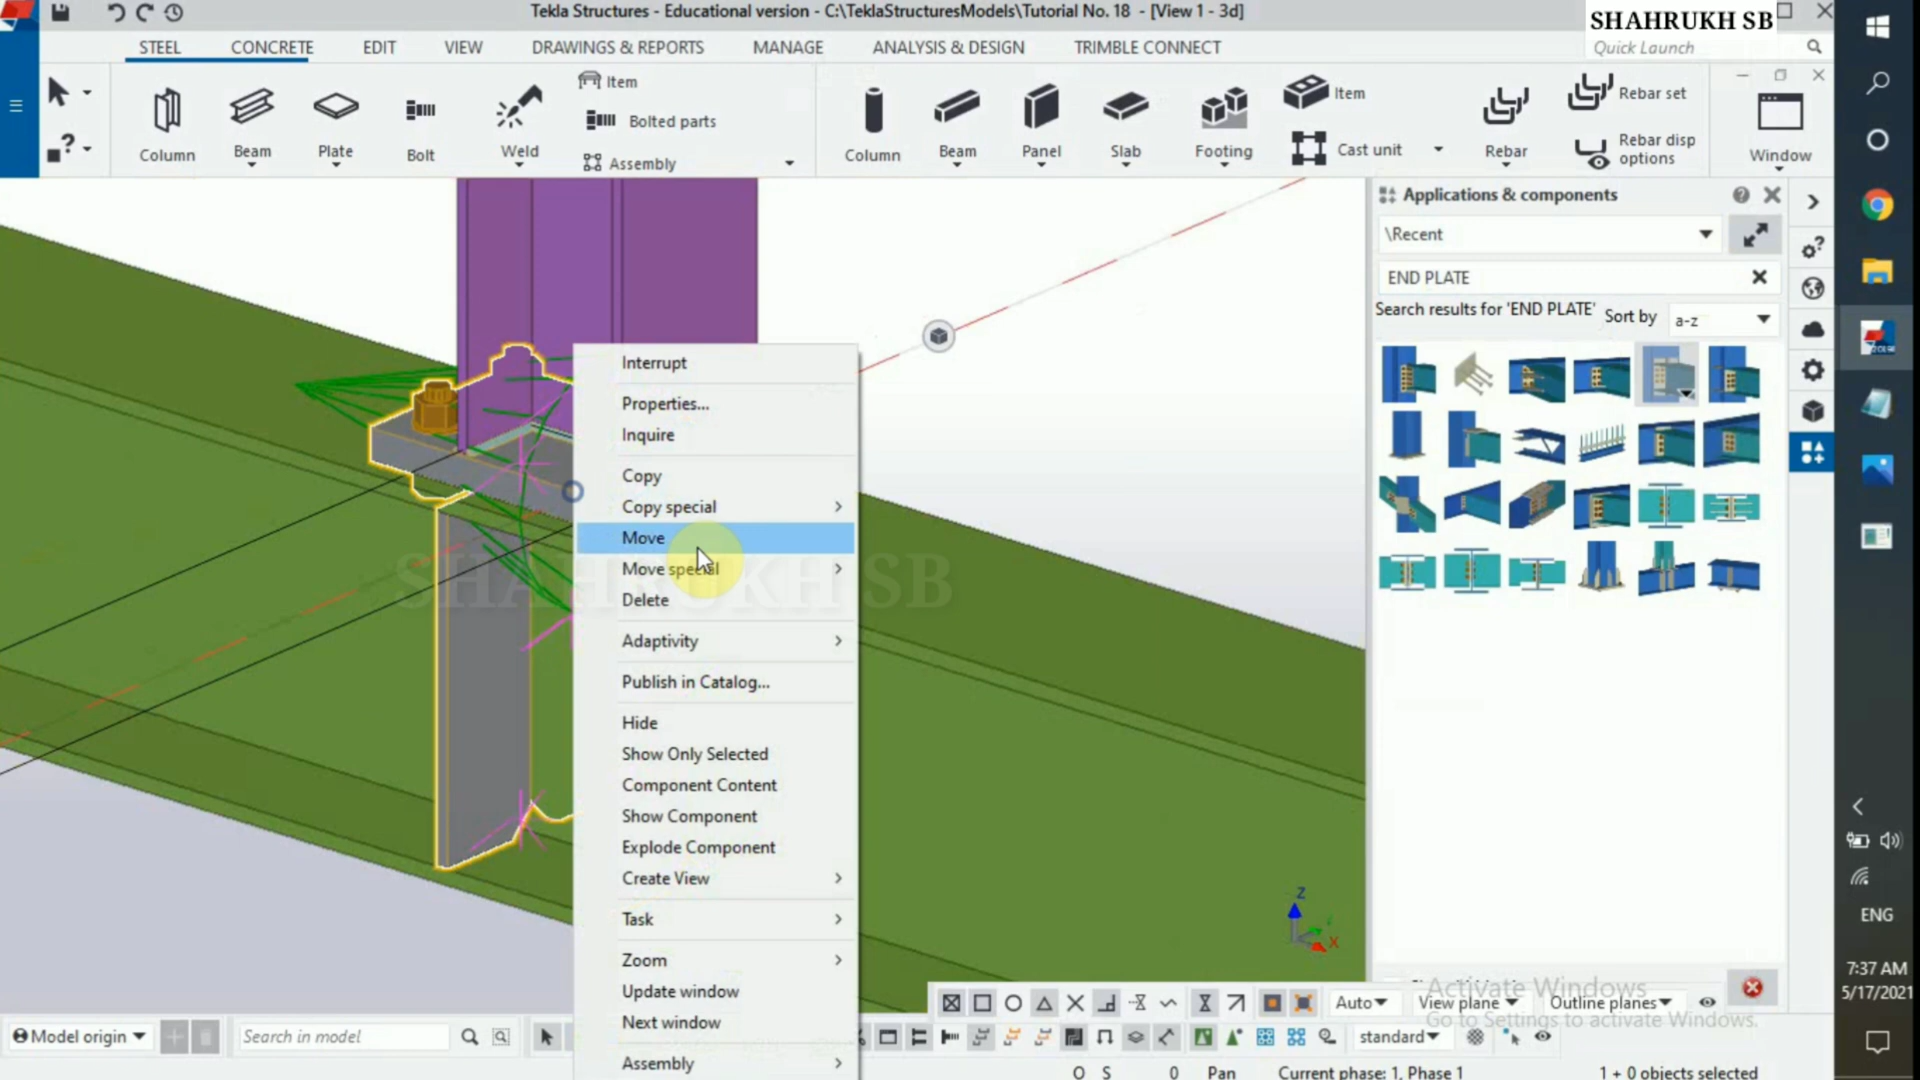 Tekla Structures - Educational version - C:\TeklaStructuresModels\Tutorial No. 18 - [View 1 - 3d]
SHAHRUKH SB
STEEL CONCRETE EDIT VIEW DRAWINGS & REPORTS MANAGE ANALYSIS & DESIGN TRIMBLE CONNECT
Quick Launch
Column
Beam
Plate
Bolt
Weld
Item
Bolted parts
Assembly
Column
Beam
Panel
Slab
Footing
Item
Cast unit
Rebar
Rebar set
Rebar disp
options
Window
Applications & components
\Recent
END PLATE
Search results for 'END PLATE' Sort by a-z
Interrupt
Properties...
Inquire
Copy
Copy special
Move
Move special
Delete
Adaptivity
Publish in Catalog...
Hide
Show Only Selected
Component Content
Show Component
Explode Component
Create View
Task
Zoom
Update window
Next window
Assembly
SHAHRUKH SB
Z
X
Auto View plane Outline planes
Activate Windows
Go to Settings to activate Windows.
Model origin Search in model standard
O S 0 Pan Current phase: 1, Phase 1 1 + 0 objects selected
ENG
7:37 AM
5/17/2021